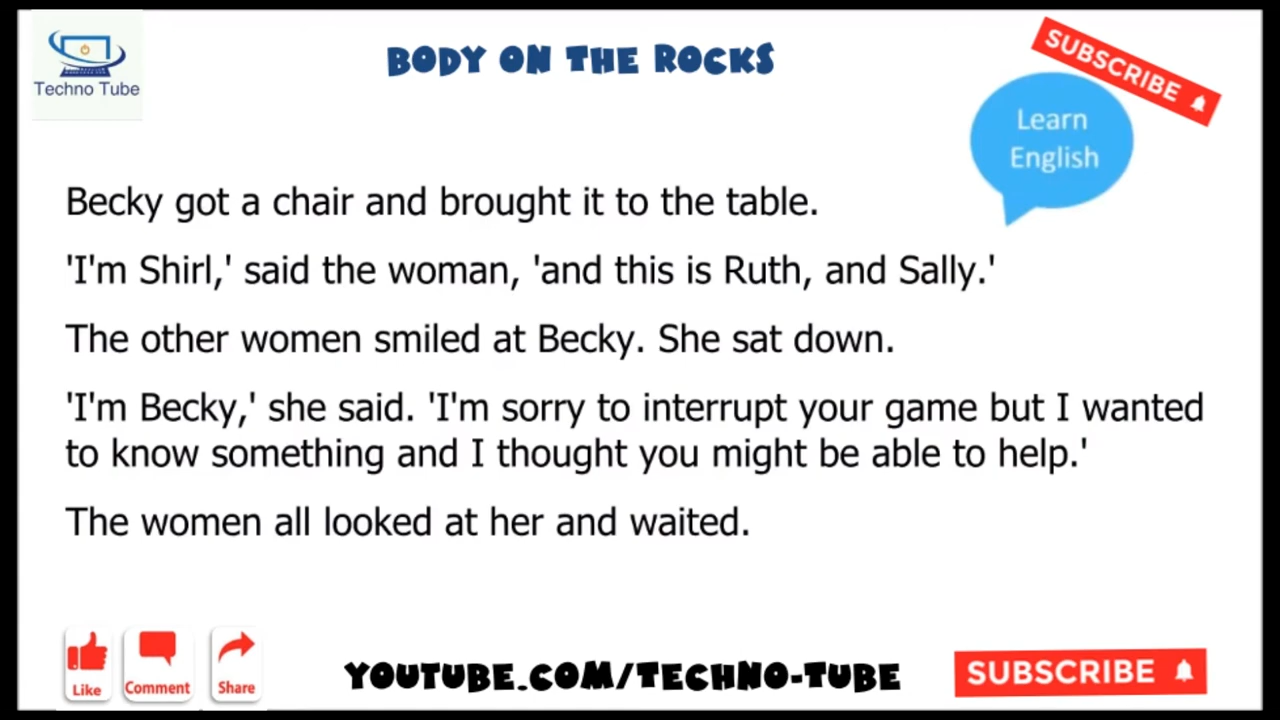 Techno Tube
BODY ON THE ROCKS
SUBSCRIBE
Learn
English
Becky got a chair and brought it to the table.
'I'm Shirl,' said the woman, 'and this is Ruth, and Sally.'
The other women smiled at Becky. She sat down.
'I'm Becky,' she said. 'I'm sorry to interrupt your game but I wanted
to know something and I thought you might be able to help.'
The women all looked at her and waited.
Like
Comment
Share
YOUTUBE.COM/TECHNO-TUBE
SUBSCRIBE